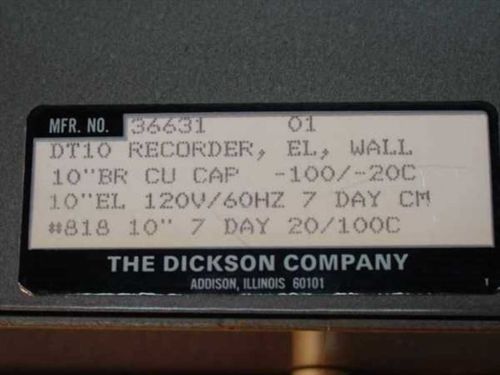 MFR. NO. 36631 01
DT10 RECORDER, EL, WALL
10"BR CU CAP -100/-20C
10"EL 120V/60HZ 7 DAY CM
#818 10" 7 DAY 20/100C
THE DICKSON COMPANY
ADDISON, ILLINOIS 60101
1